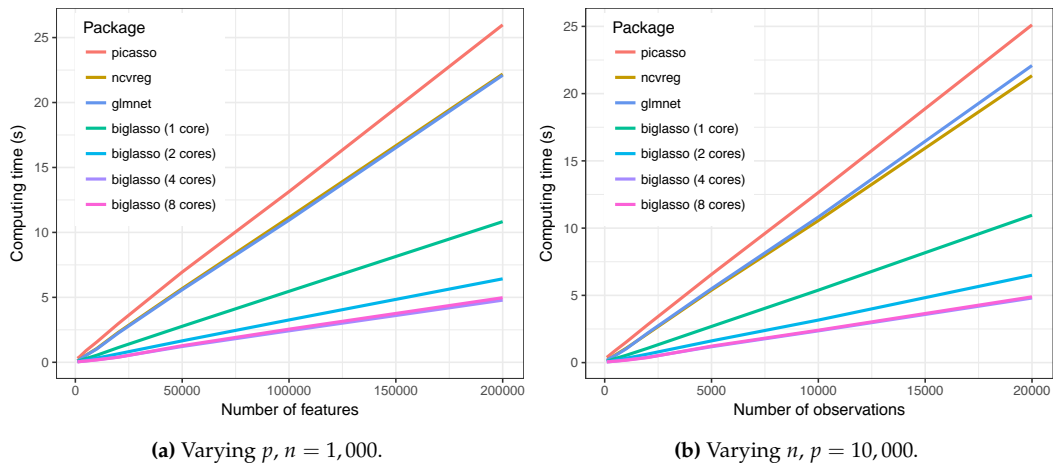 Package
picasso
ncvreg
glmnet
biglasso (1 core)
biglasso (2 cores)
biglasso (4 cores)
biglasso (8 cores)
Computing time (s)
25
20
15
10
5
0
0 50000 100000 150000 200000
Number of features
(a) Varying p, n = 1,000.
Package
picasso
ncvreg
glmnet
biglasso (1 core)
biglasso (2 cores)
biglasso (4 cores)
biglasso (8 cores)
Computing time (s)
25
20
15
10
5
0
0 5000 10000 15000 20000
Number of observations
(b) Varying n, p = 10,000.